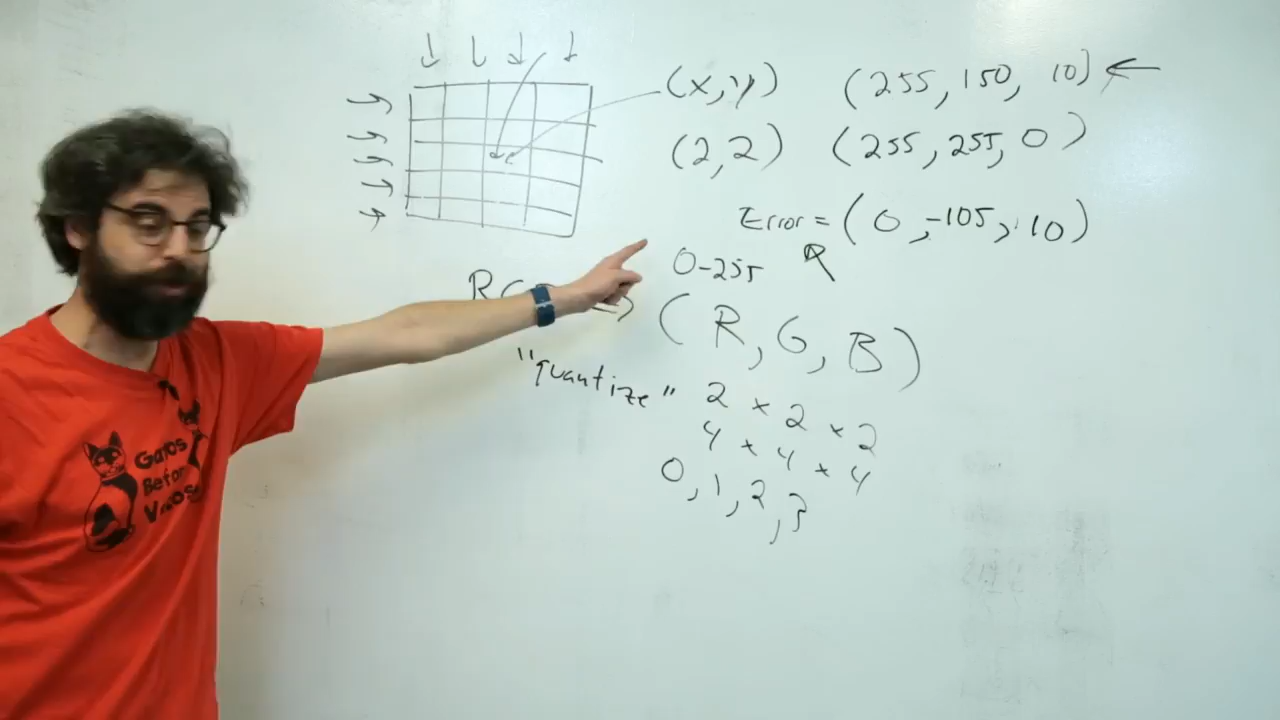 (x,y) (255,150, 10) ←
(2,2) (255,255,0)
Error = (0,-105, 10)
0-255
(R,G,B)
"quantize" 2 x 2 x 2
4 x 4 x 4
0,1,2,3
Gatos
Before